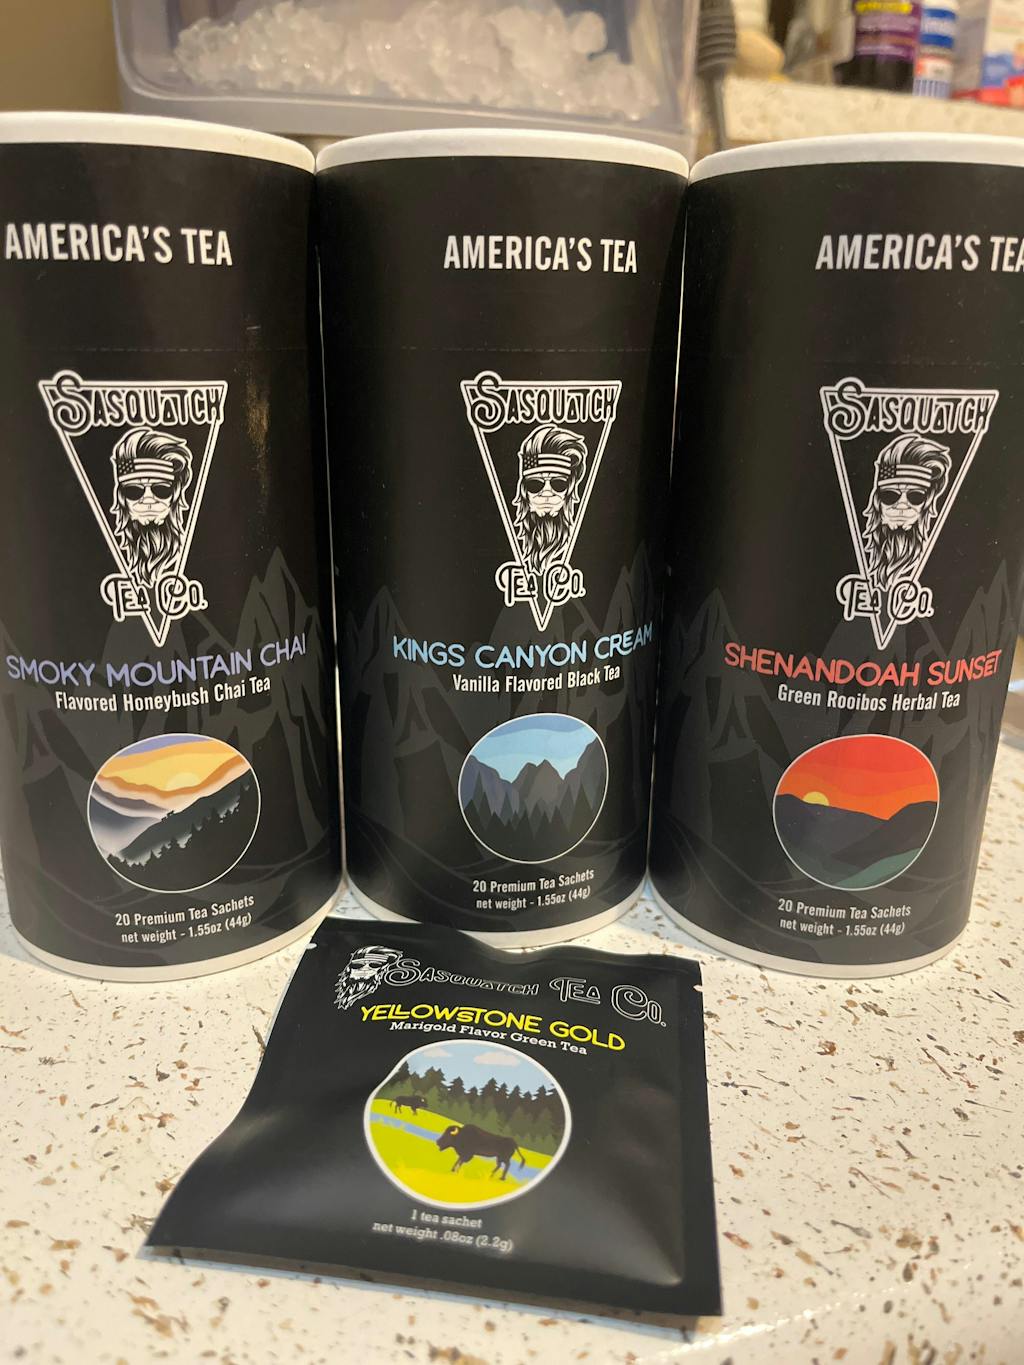 AMERICA'S TEA
SASQUATCH
TEA CO.
SMOKY MOUNTAIN CHAI
Flavored Honeybush Chai Tea
20 Premium Tea Sachets
net weight - 1.55oz (44g)
AMERICA'S TEA
SASQUATCH
TEA CO.
KINGS CANYON CREAM
Vanilla Flavored Black Tea
20 Premium Tea Sachets
net weight - 1.55oz (44g)
AMERICA'S TEA
SASQUATCH
TEA CO.
SHENANDOAH SUNSET
Green Rooibos Herbal Tea
20 Premium Tea Sachets
net weight - 1.55oz (44g)
SASQUATCH TEA CO.
YELLOWSTONE GOLD
Marigold Flavor Green Tea
1 tea sachet
net weight .08oz (2.2g)